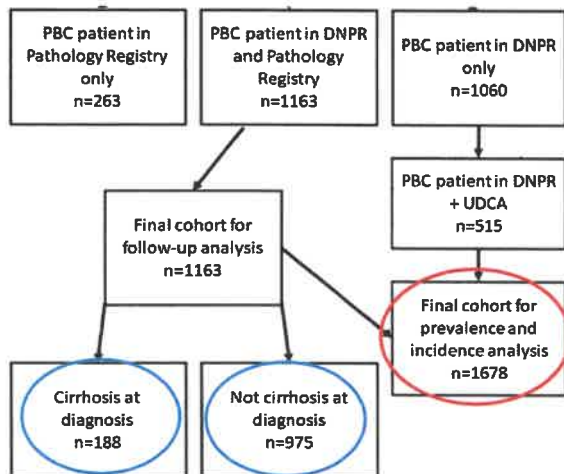 PBC patient in
Pathology Registry
only
n=263
PBC patient in DNPR
and Pathology
Registry
n=1163
PBC patient in DNPR
only
n=1060
PBC patient in DNPR
+ UDCA
n=515
Final cohort for
follow-up analysis
n=1163
Final cohort for
prevalence and
incidence analysis
n=1678
Cirrhosis at
diagnosis
n=188
Not cirrhosis at
diagnosis
n=975